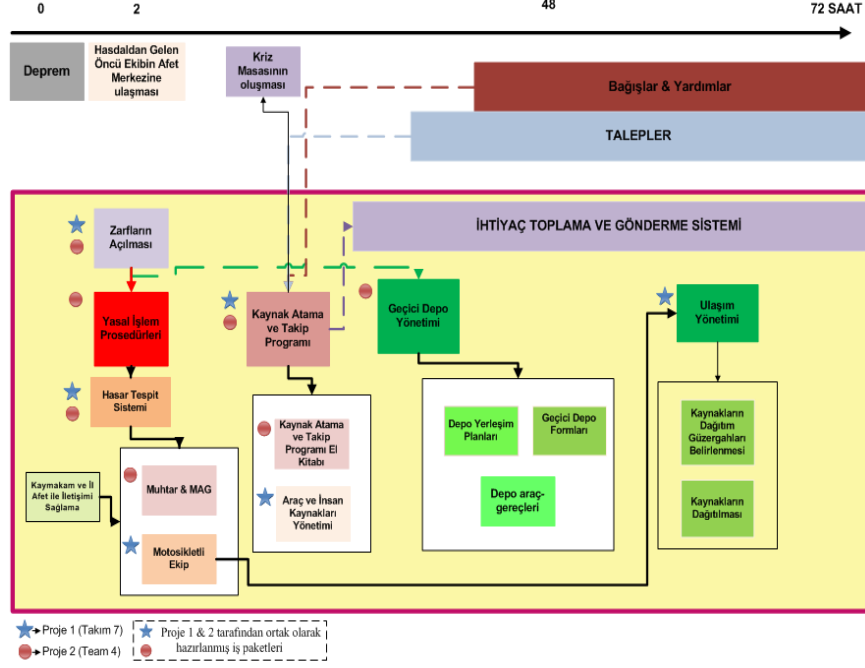 0
2
48
72 SAAT
Deprem
Hasdaldan Gelen
Öncü Ekibin Afet
Merkezine
ulaşması
Kriz
Masasının
oluşması
Bağışlar & Yardımlar
TALEPLER
Zarfların
Açılması
İHTİYAÇ TOPLAMA VE GÖNDERME SİSTEMİ
Yasal İşlem
Prosedürleri
Kaynak Atama
ve Takip
Programı
Geçici Depo
Yönetimi
Ulaşım
Yönetimi
Hasar Tespit
Sistemi
Kaynak Atama
ve Takip
Programı El
Kitabı
Araç ve İnsan
Kaynakları
Yönetimi
Depo Yerleşim
Planları
Geçici Depo
Formları
Depo araç-
gereçleri
Kaynakların
Dağıtım
Güzergahları
Belirlenmesi
Kaynakların
Dağıtılması
Kaymakam ve İl
Afet ile İletişimi
Sağlama
Muhtar & MAG
Motosikletli
Ekip
Proje 1 (Takım 7)
Proje 2 (Team 4)
Proje 1 & 2 tarafından ortak olarak
hazırlanmış iş paketleri